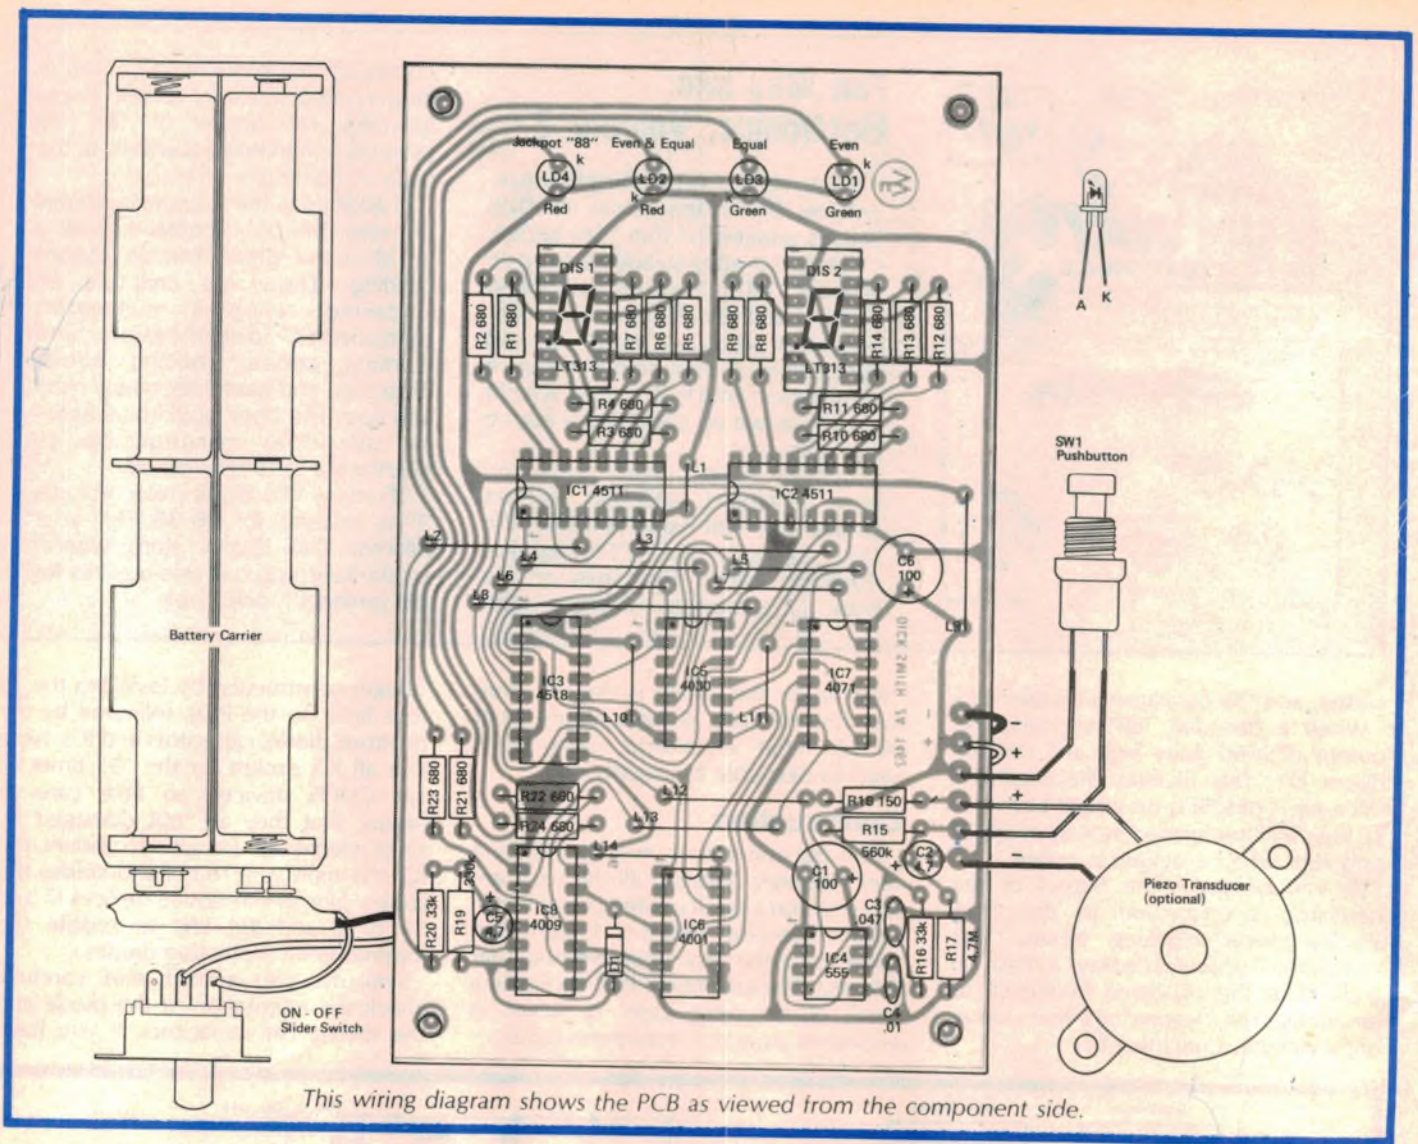 Jackpot "88" Even & Equal Equal Even
k k
LD4 LD2 LD3 LD1
k k
Red Red Green Green
A K
DIS 1 DIS 2
R2 680 R1 680 R7 680 R6 680 R5 680 R9 680 R8 680 R14 680 R13 680 R12 680
LT313 LT313
R4 680 R11 680
R3 680 R10 680
SW1
Pushbutton
L1
IC1 4511 IC2 4511
L2 L3
L4 L5
L6 L7
L8
C6
100
+
Battery Carrier
L9
DICK SMITH ZA 1465
IC3
4518
IC5
4030
IC7
4071
L10 L11
- -
+ +
R23 680 R21 680
R22 680
R24 680
L12
L13
L14
R18 150
R15
560k
+
-
C1
100
+
C2
4.7
+
Piezo Transducer
(optional)
330k
R20 33k R19
+
C5
4.7
IC8
4009
D1
IC6
4001
C3
.047
IC4
555
R16 33k R17 4.7M
C4
.01
ON - OFF
Slider Switch
This wiring diagram shows the PCB as viewed from the component side.